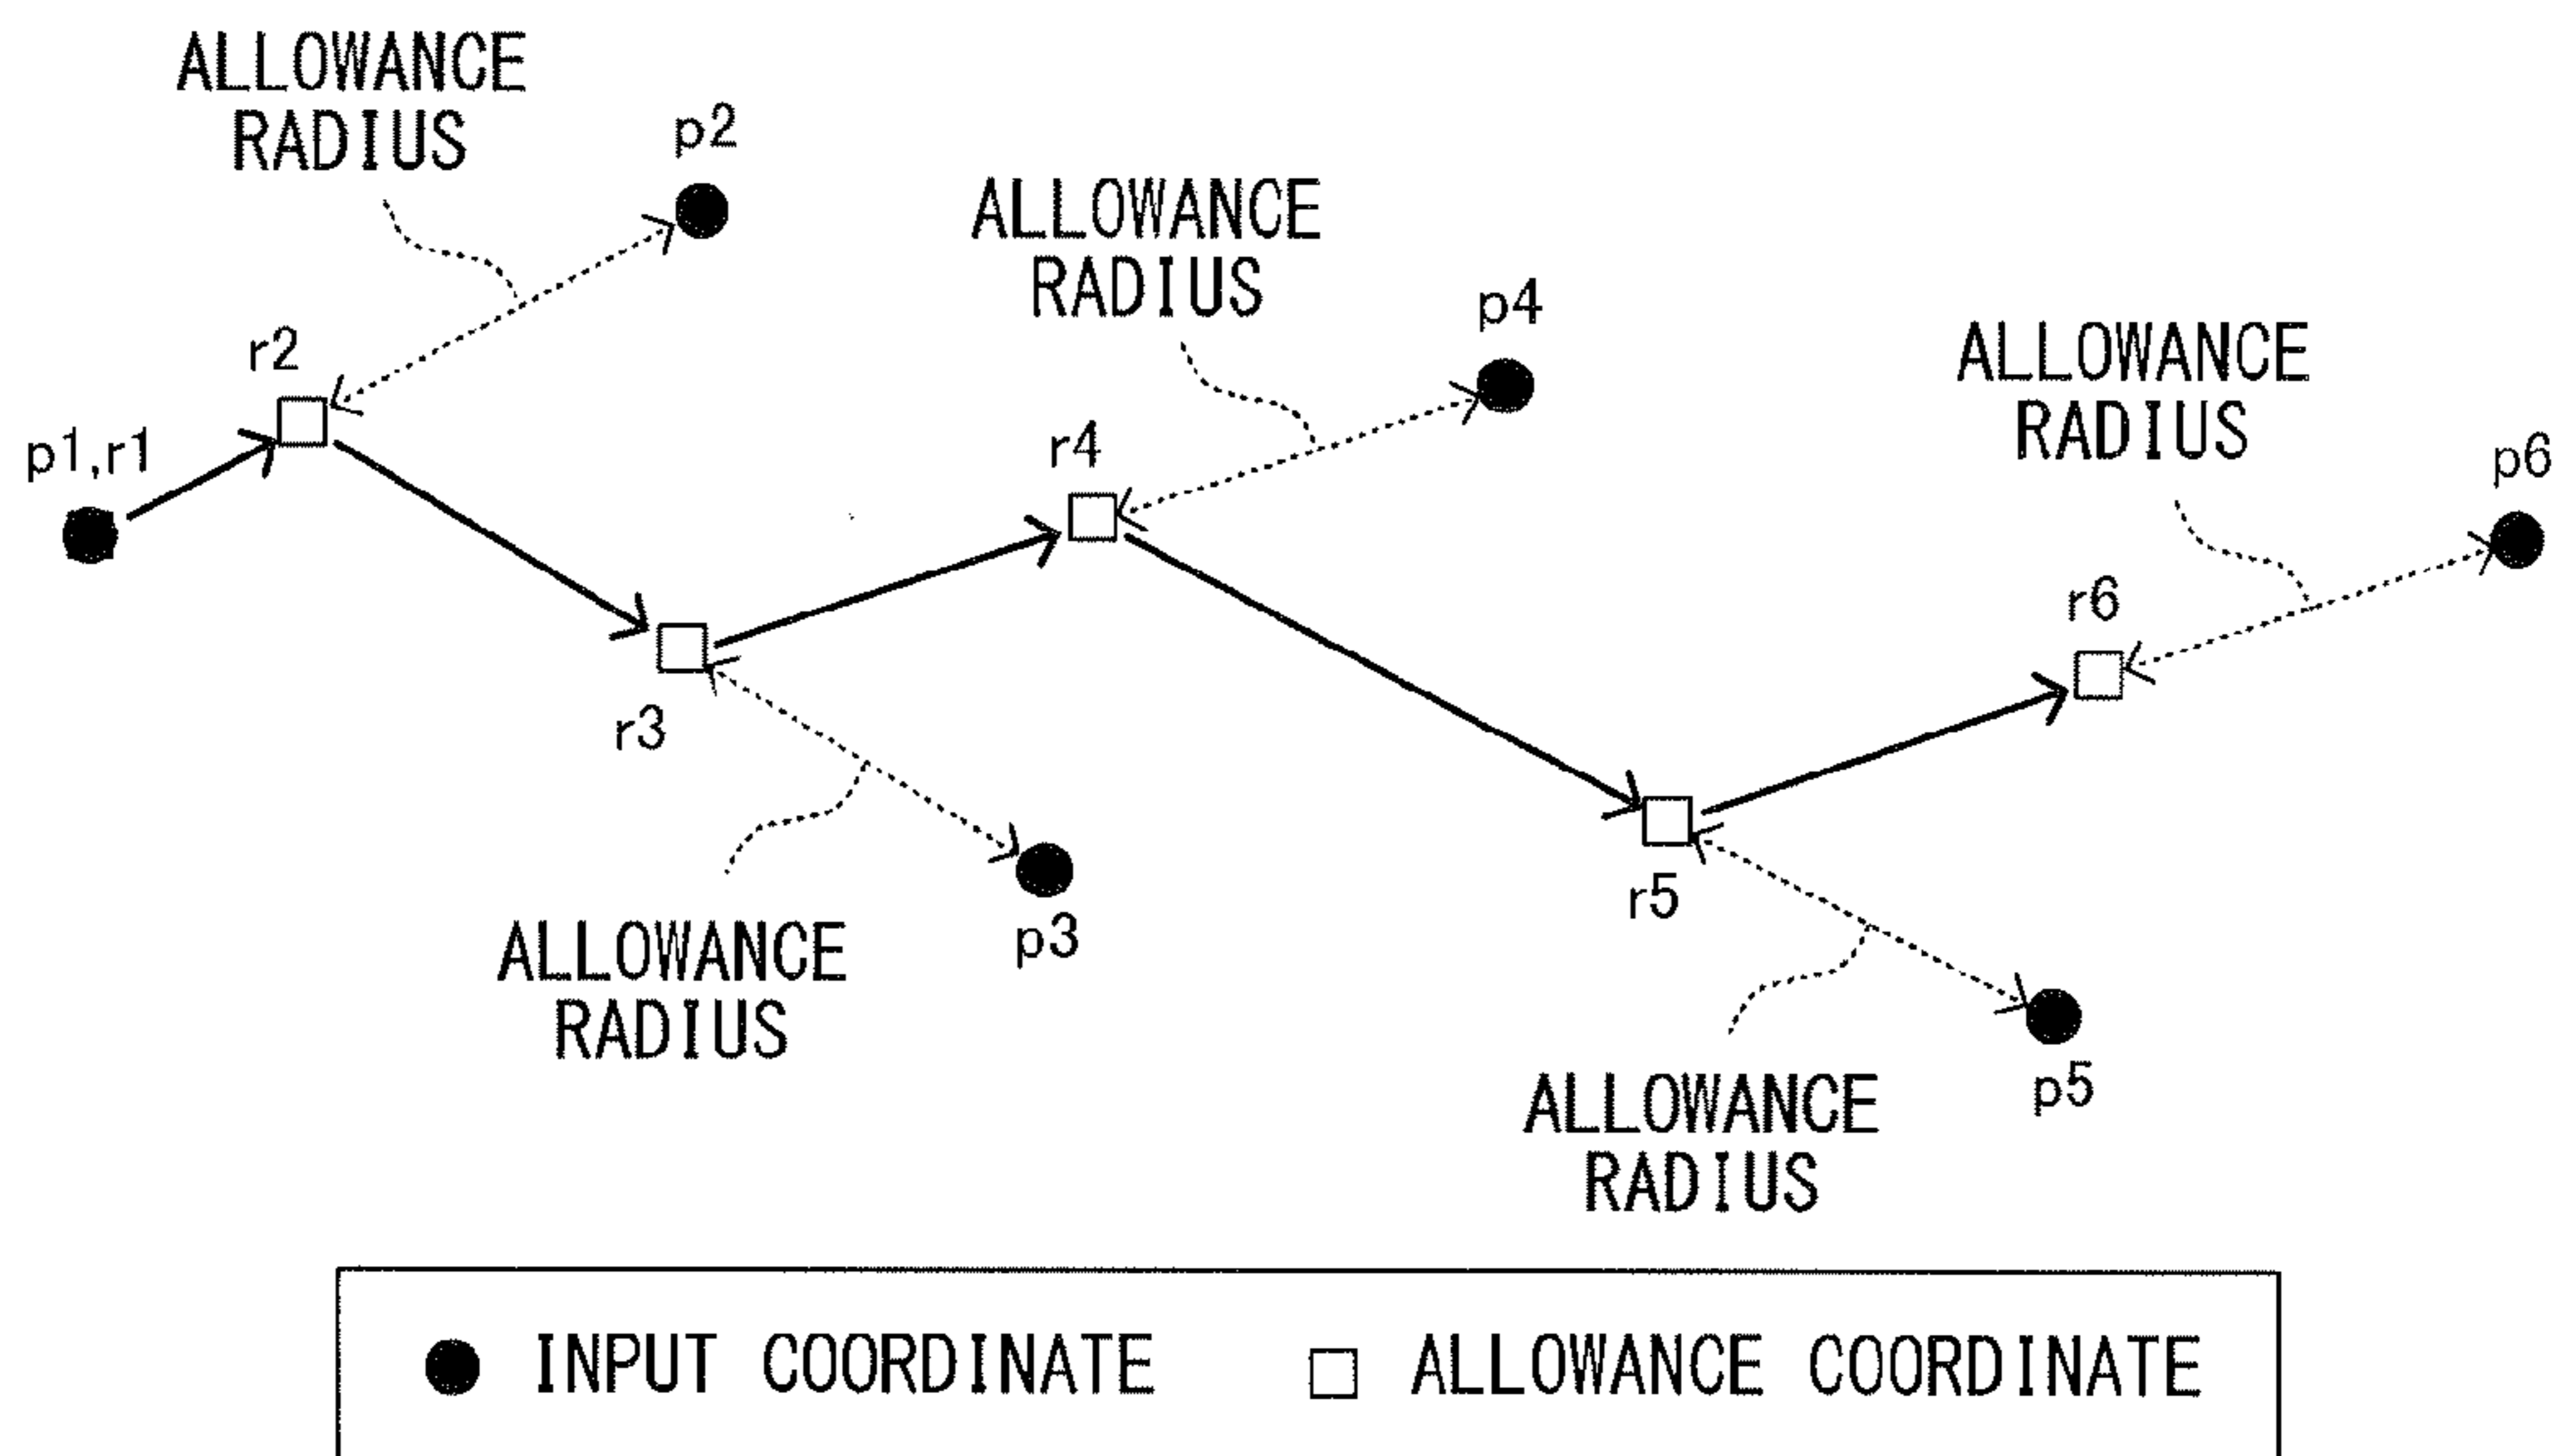 ALLOWANCE
RADIUS
p2
ALLOWANCE
RADIUS
p4
r2
ALLOWANCE
RADIUS
p1,r1
r4
p6
r6
r3
r5
ALLOWANCE
RADIUS
p3
ALLOWANCE
RADIUS
p5
INPUT COORDINATE
ALLOWANCE COORDINATE